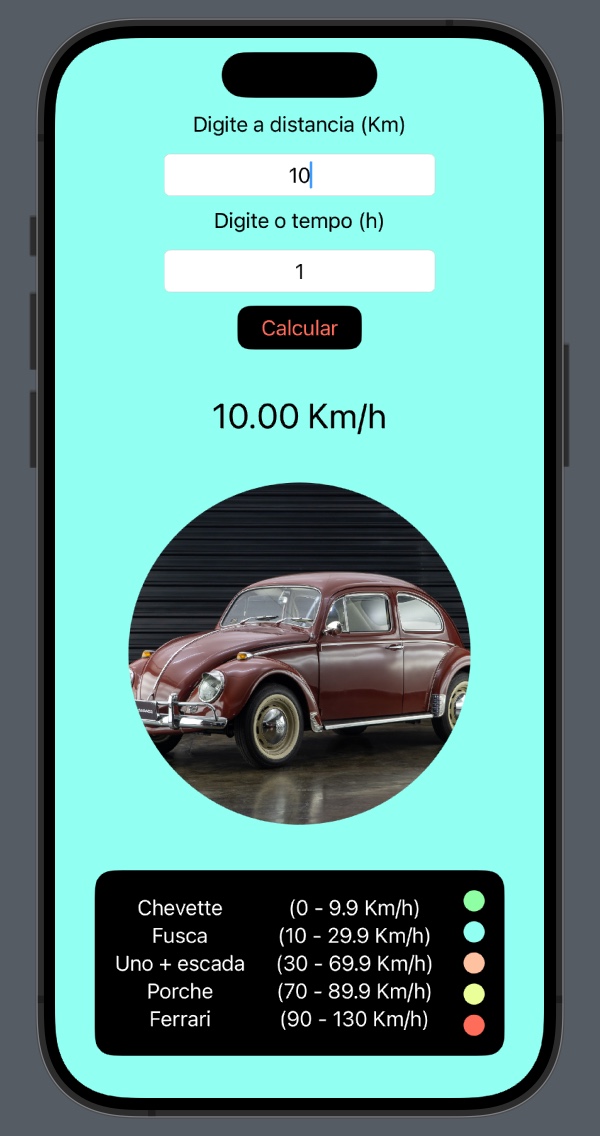 Digite a distancia (Km)
10
Digite o tempo (h)
1
Calcular
10.00 Km/h
Chevette (0 - 9.9 Km/h)
Fusca (10 - 29.9 Km/h)
Uno + escada (30 - 69.9 Km/h)
Porche (70 - 89.9 Km/h)
Ferrari (90 - 130 Km/h)